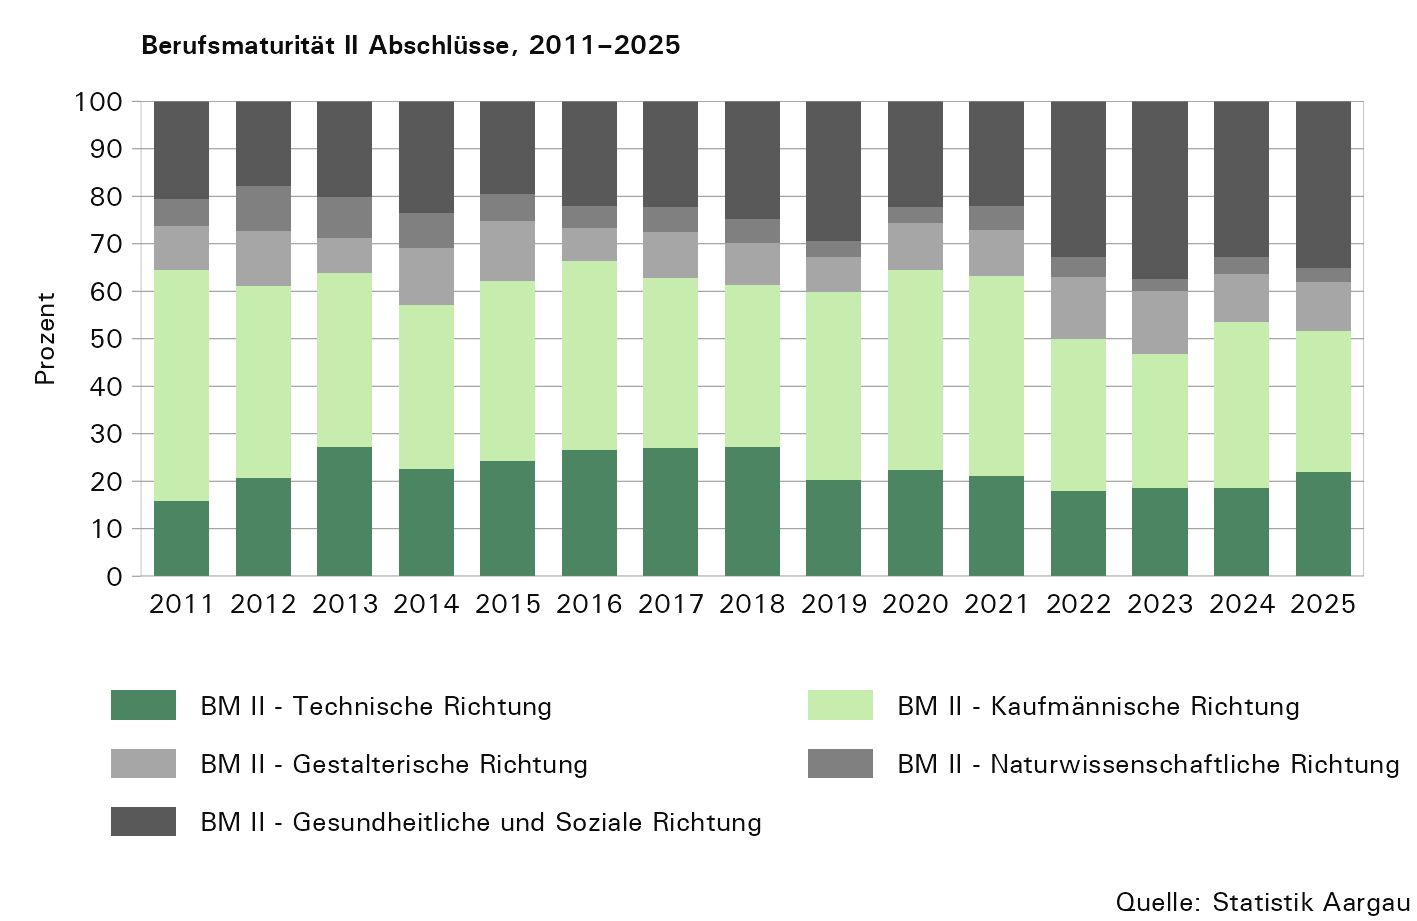 Berufsmaturität II Abschlüsse, 2011–2025
Prozent
100
90
80
70
60
50
40
30
20
10
0
2011 2012 2013 2014 2015 2016 2017 2018 2019 2020 2021 2022 2023 2024 2025
BM II - Technische Richtung
BM II - Kaufmännische Richtung
BM II - Gestalterische Richtung
BM II - Naturwissenschaftliche Richtung
BM II - Gesundheitliche und Soziale Richtung
Quelle: Statistik Aargau